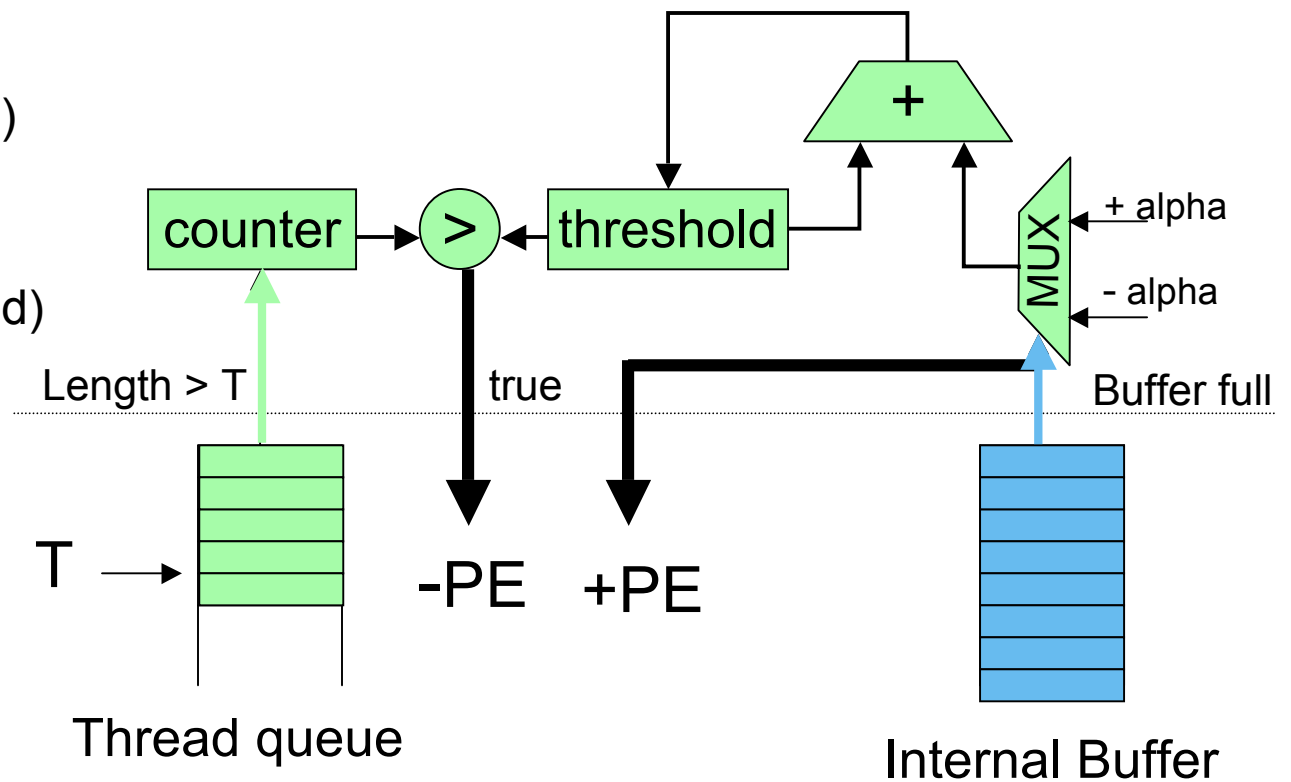 )
+
counter
>
threshold
+ alpha
MUX
- alpha
d)
Length > T
true
Buffer full
T
-PE
+PE
Thread queue
Internal Buffer